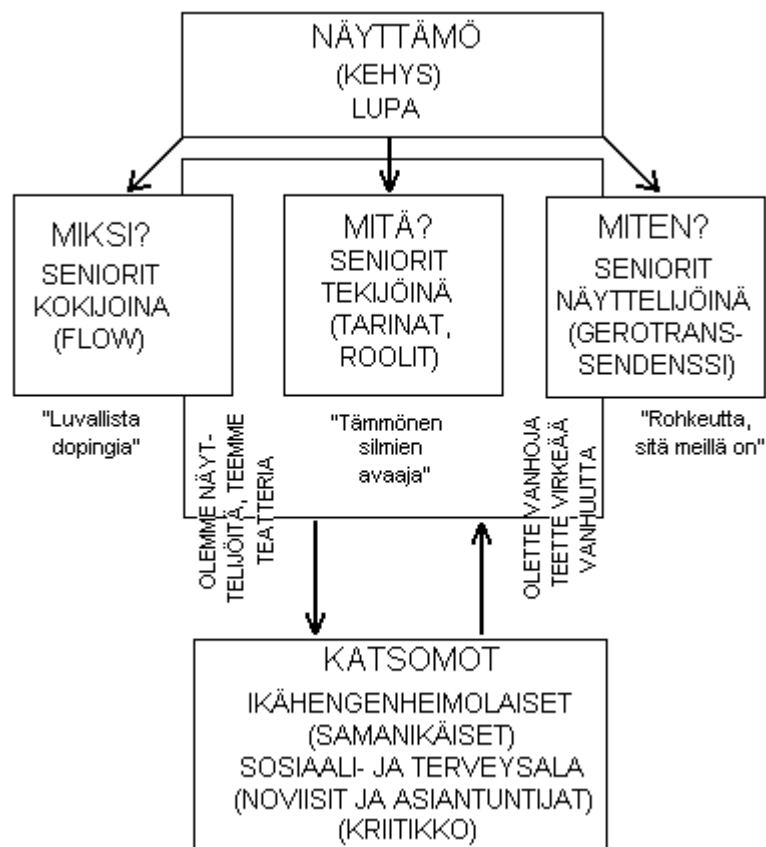 NÄYTTÄMÖ
(KEHYS)
LUPA
MIKSI?
SENIORIT
KOKIJOINA
(FLOW)
MITÄ?
SENIORIT
TEKIJÖINÄ
(TARINAT,
ROOLIT)
MITEN?
SENIORIT
NÄYTTELIJÖINÄ
(GEROTRANS-
SENDENSSI)
"Luvallista
dopingia"
"Tämmönen
silmien
avaaja"
"Rohkeutta,
sitä meillä on"
OLEMME NÄYT-
TELIJÖITÄ, TEEMME
TEATTERIA
OLETTE VANHOJA
TEETTE VIRKEÄÄ
VANHUUTTA
KATSOMOT
IKÄHENGENHEIMOLAISET
(SAMANIKÄISET)
SOSIAALI- JA TERVEYSALA
(NOVIISIT JA ASIANTUNTIJAT)
(KRIITIKKO)